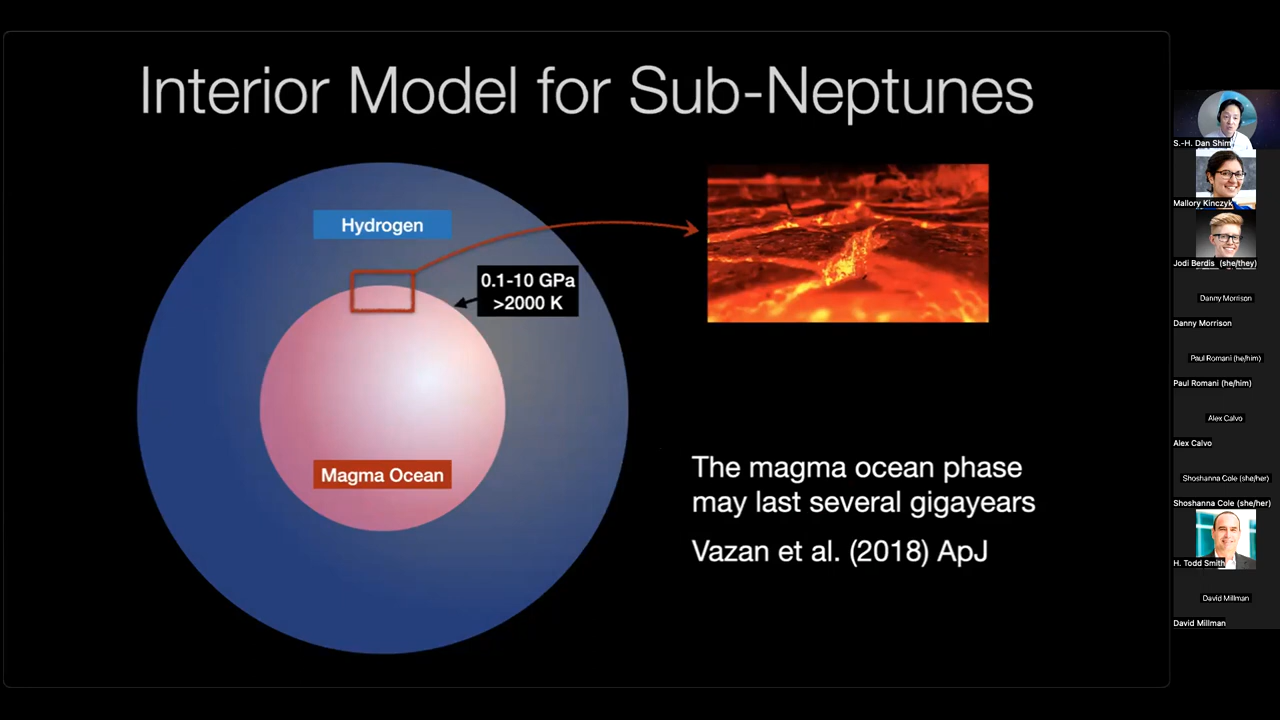 Interior Model for Sub-Neptunes
Hydrogen
0.1-10 GPa
>2000 K
Magma Ocean
The magma ocean phase
may last several gigayears
Vazan et al. (2018) ApJ
S.-H. Dan Shim
Mallory Kinczyk
Jodi Berdis (she/they)
Danny Morrison
Danny Morrison
Paul Romani (he/him)
Paul Romani (he/him)
Alex Calvo
Alex Calvo
Shoshanna Cole (she/her)
Shoshanna Cole (she/her)
H. Todd Smith
David Millman
David Millman